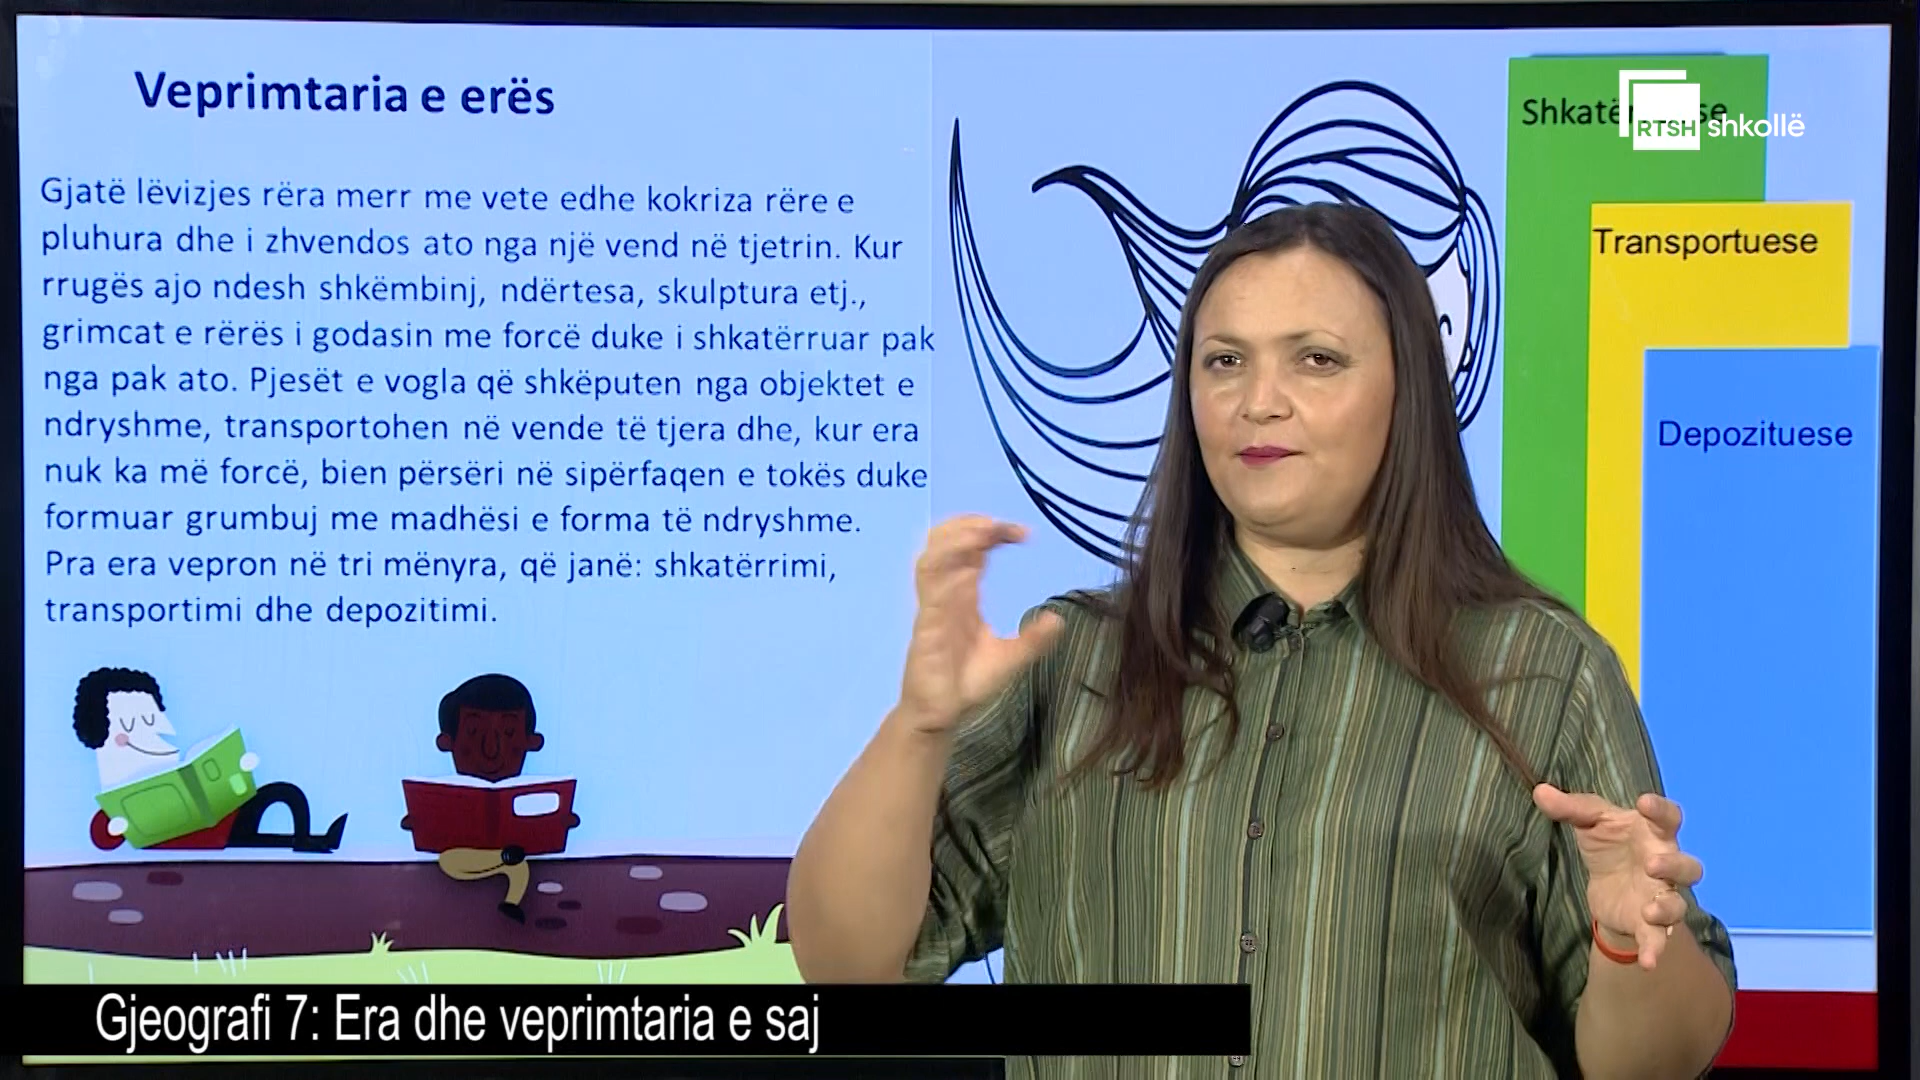 Veprimtaria e erës
Gjatë lëvizjes rëra merr me vete edhe kokriza rëre e
pluhura dhe i zhvendos ato nga një vend në tjetrin. Kur
rrugës ajo ndesh shkëmbinj, ndërtesa, skulptura etj.,
grimcat e rërës i godasin me forcë duke i shkatërruar pak
nga pak ato. Pjesët e vogla që shkëputen nga objektet e
ndryshme, transportohen në vende të tjera dhe, kur era
nuk ka më forcë, bien përsëri në sipërfaqen e tokës duke
formuar grumbuj me madhësi e forma të ndryshme.
Pra era vepron në tri mënyra, që janë: shkatërrimi,
transportimi dhe depozitimi.
RTSH shkollë
Transportuese
Depozituese
Gjeografi 7: Era dhe veprimtaria e saj